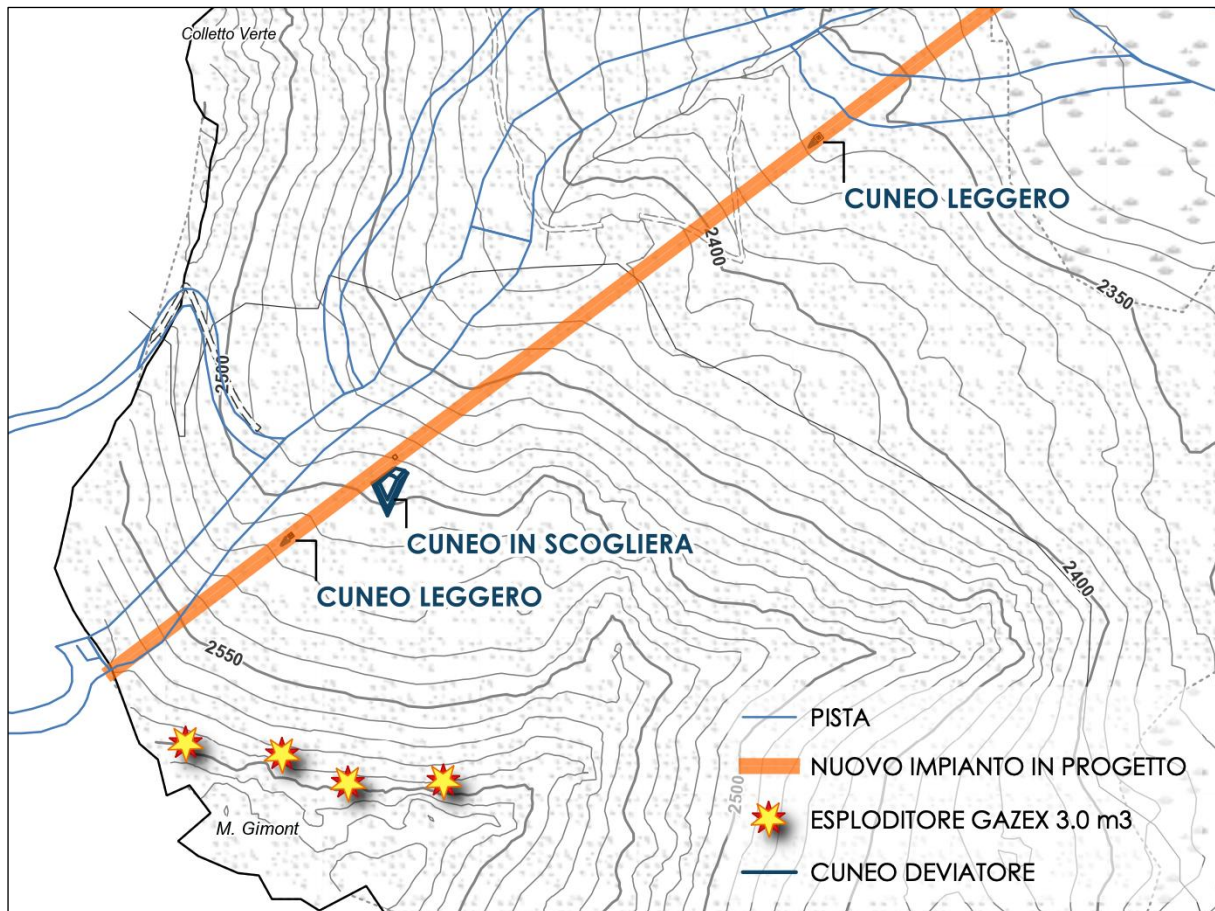 Colletto Verte
CUNEO LEGGERO
2400
2350
2500
CUNEO IN SCOGLIERA
CUNEO LEGGERO
2400
2550
PISTA
NUOVO IMPIANTO IN PROGETTO
2500
ESPLODITORE GAZEX 3.0 m3
M. Gimont
CUNEO DEVIATORE